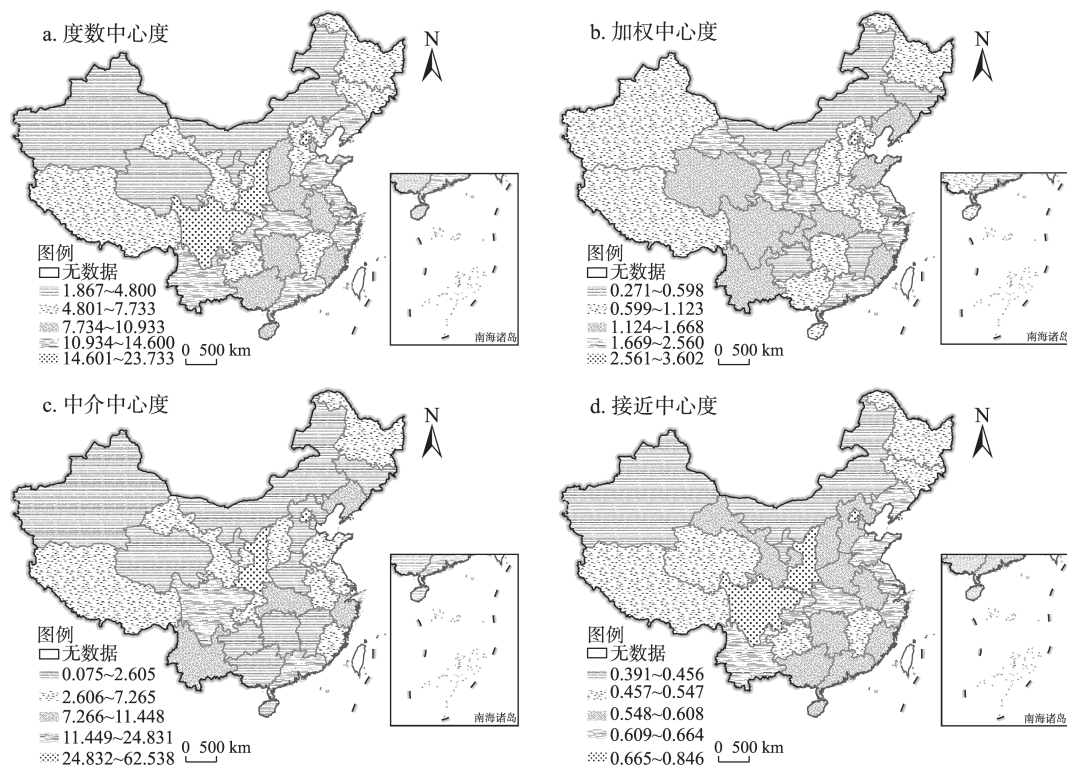 a. 度数中心度
N
图例
无数据
1.867~4.800
4.801~7.733
7.734~10.933
10.934~14.600
14.601~23.733
0 500 km
南海诸岛
b. 加权中心度
N
图例
无数据
0.271~0.598
0.599~1.123
1.124~1.668
1.669~2.560
2.561~3.602
0 500 km
南海诸岛
c. 中介中心度
N
图例
无数据
0.075~2.605
2.606~7.265
7.266~11.448
11.449~24.831
24.832~62.538
0 500 km
南海诸岛
d. 接近中心度
N
图例
无数据
0.391~0.456
0.457~0.547
0.548~0.608
0.609~0.664
0.665~0.846
0 500 km
南海诸岛